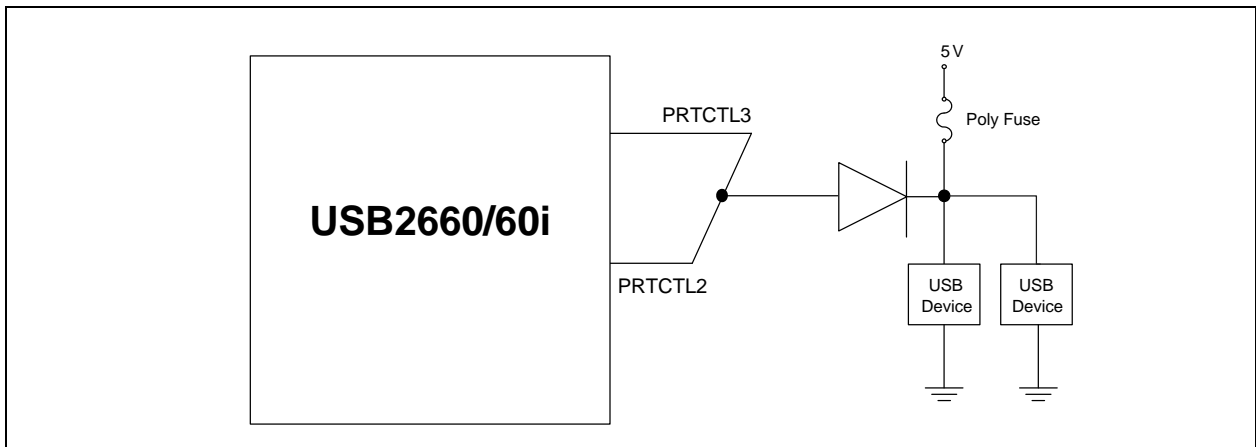 5 V
Poly Fuse
PRTCTL3
USB2660/60i
PRTCTL2
USB
Device
USB
Device